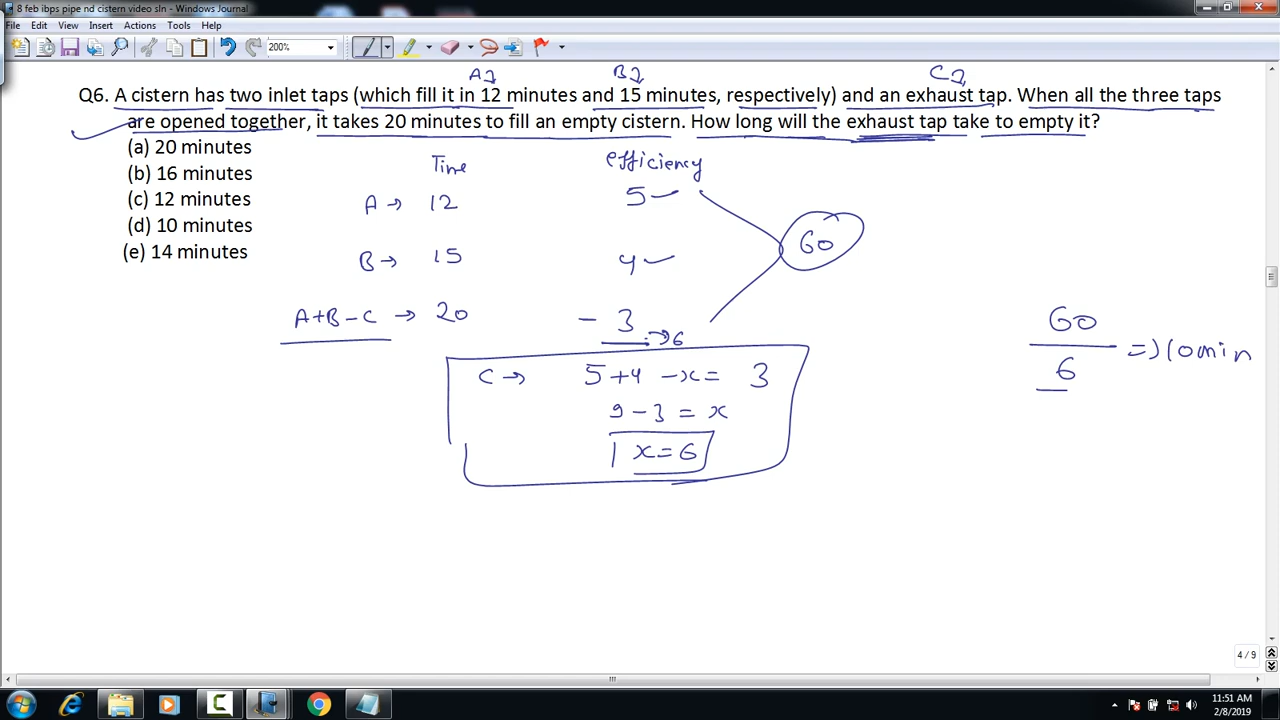 8 feb ibps pipe nd cistern video sln - Windows Journal
File Edit View Insert Actions Tools Help
200%
A B C
Q6. A cistern has two inlet taps (which fill it in 12 minutes and 15 minutes, respectively) and an exhaust tap. When all the three taps
are opened together, it takes 20 minutes to fill an empty cistern. How long will the exhaust tap take to empty it?
(a) 20 minutes
(b) 16 minutes
(c) 12 minutes
(d) 10 minutes
(e) 14 minutes
Time efficiency
A → 12 5
B → 15 4
60
A+B-C → 20 - 3
→ 6
C → 5+4 -x = 3
9 - 3 = x
x = 6
60
6
=> 10min
4 / 9
11:51 AM
2/8/2019